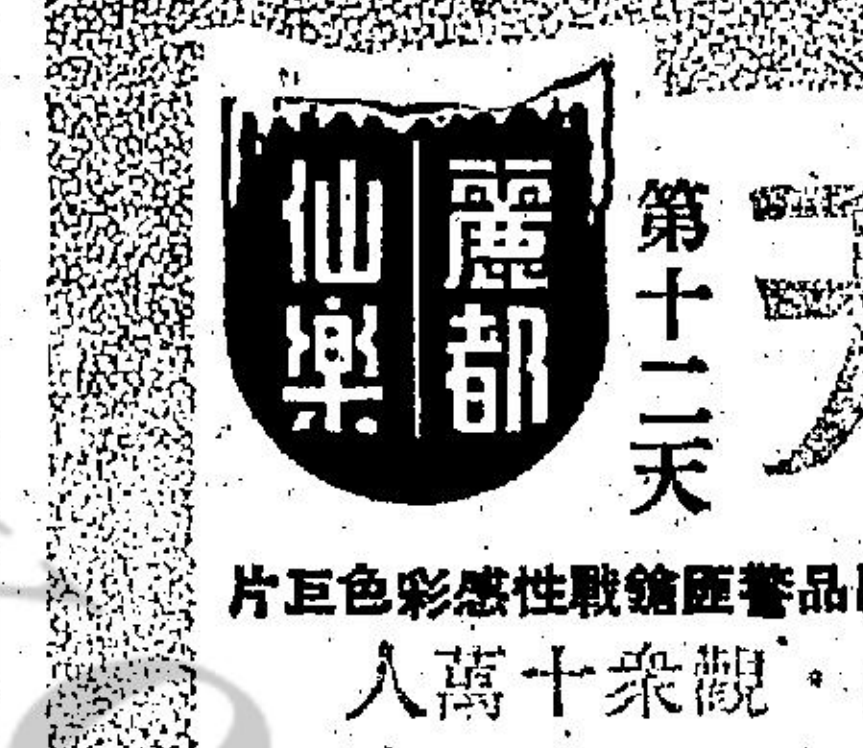 麗都
仙樂
第十二天
品警匪鎗戰性感彩色巨片
·觀衆十萬人